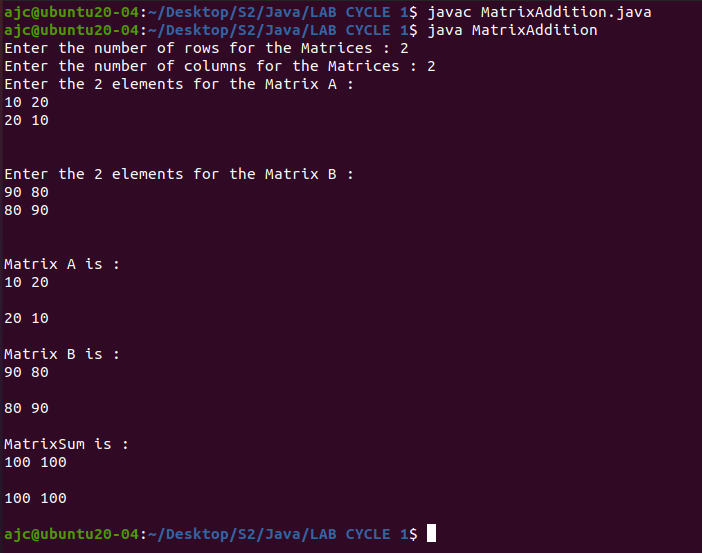 ajc@ubuntu20-04:~/Desktop/S2/Java/LAB CYCLE 1$ javac MatrixAddition.java
ajc@ubuntu20-04:~/Desktop/S2/Java/LAB CYCLE 1$ java MatrixAddition
Enter the number of rows for the Matrices : 2
Enter the number of columns for the Matrices : 2
Enter the 2 elements for the Matrix A :
10 20
20 10
Enter the 2 elements for the Matrix B :
90 80
80 90
Matrix A is :
10 20
20 10
Matrix B is :
90 80
80 90
MatrixSum is :
100 100
100 100
ajc@ubuntu20-04:~/Desktop/S2/Java/LAB CYCLE 1$